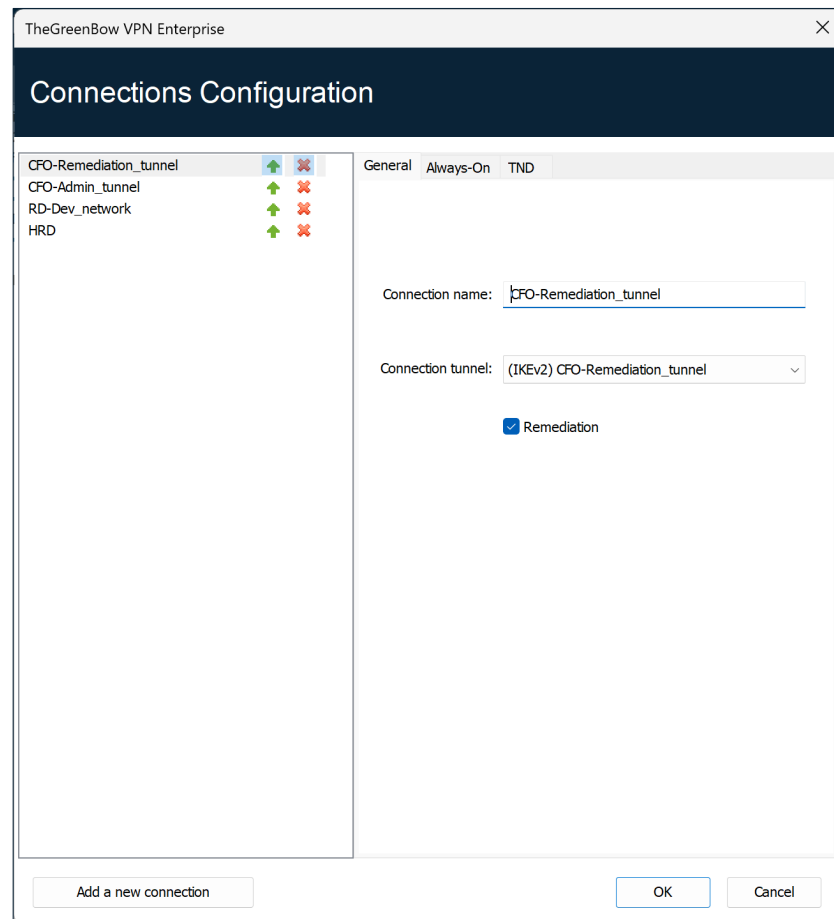 TheGreenBow VPN Enterprise
Connections Configuration
CFO-Remediation_tunnel
CFO-Admin_tunnel
RD-Dev_network
HRD
General Always-On TND
Connection name: CFO-Remediation_tunnel
Connection tunnel: (IKEv2) CFO-Remediation_tunnel
Remediation
Add a new connection OK Cancel